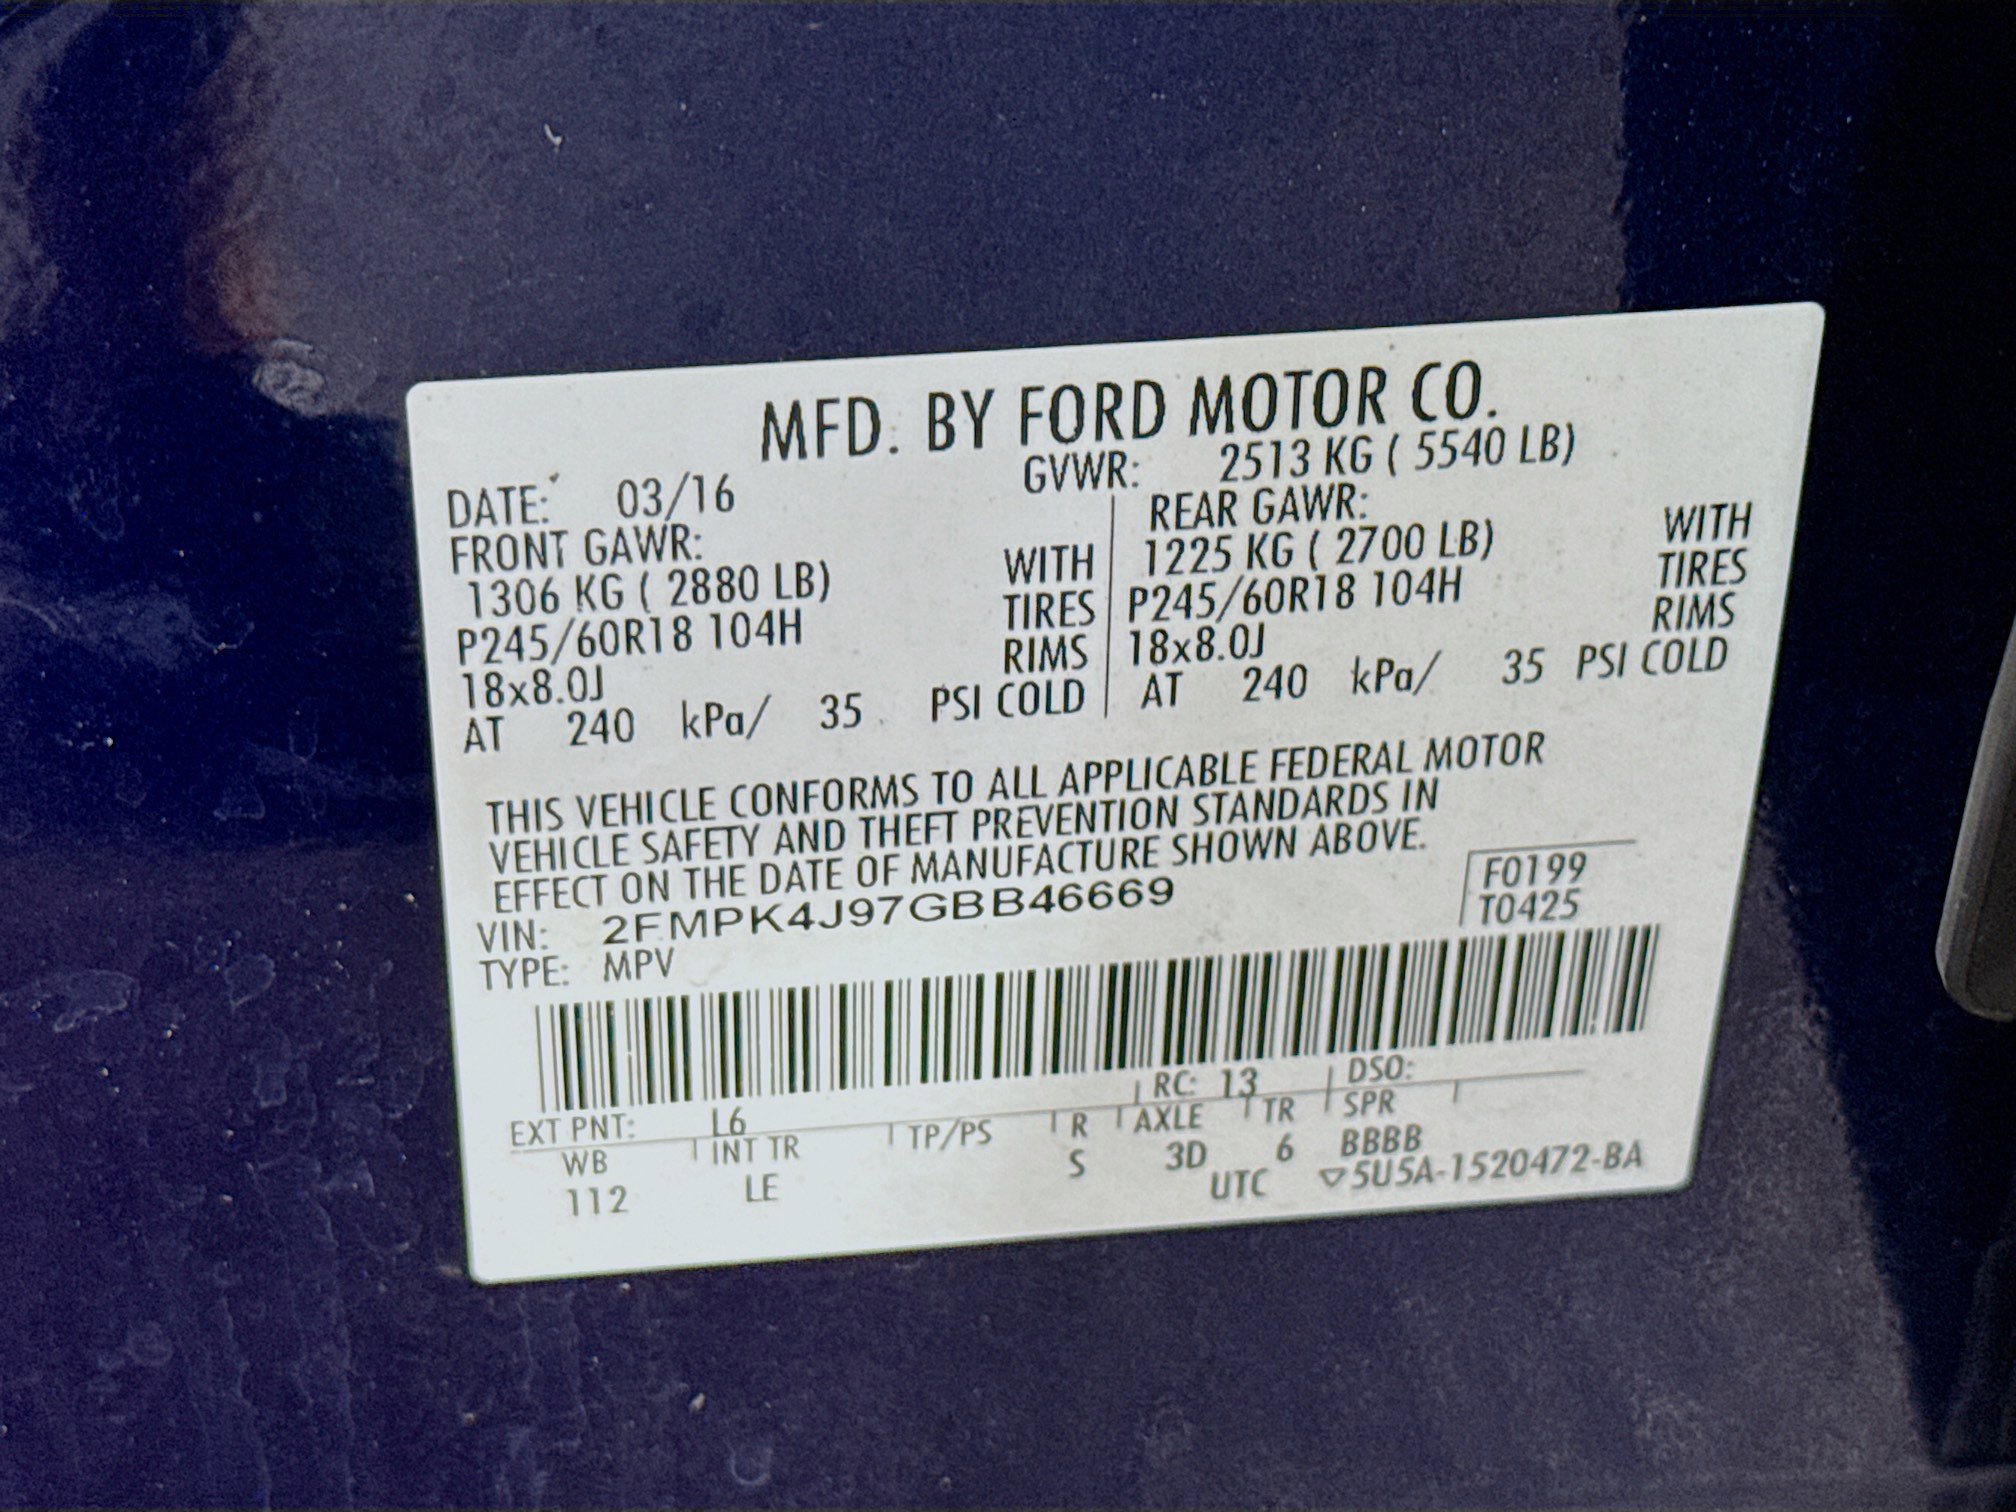 MFD. BY FORD MOTOR CO.
DATE: 03/16 GVWR: 2513 KG ( 5540 LB)
FRONT GAWR: REAR GAWR:
1306 KG ( 2880 LB) WITH 1225 KG ( 2700 LB) WITH
P245/60R18 104H TIRES P245/60R18 104H TIRES
18x8.0J RIMS 18x8.0J RIMS
AT 240 kPa/ 35 PSI COLD AT 240 kPa/ 35 PSI COLD
THIS VEHICLE CONFORMS TO ALL APPLICABLE FEDERAL MOTOR
VEHICLE SAFETY AND THEFT PREVENTION STANDARDS IN
EFFECT ON THE DATE OF MANUFACTURE SHOWN ABOVE.
VIN: 2FMPK4J97GBB46669 F0199
TYPE: MPV T0425
EXT PNT: L6 RC: 13 DSO:
WB INT TR TP/PS R AXLE TR SPR
112 LE S 3D 6 BBBB
UTC ▽5U5A-1520472-BA